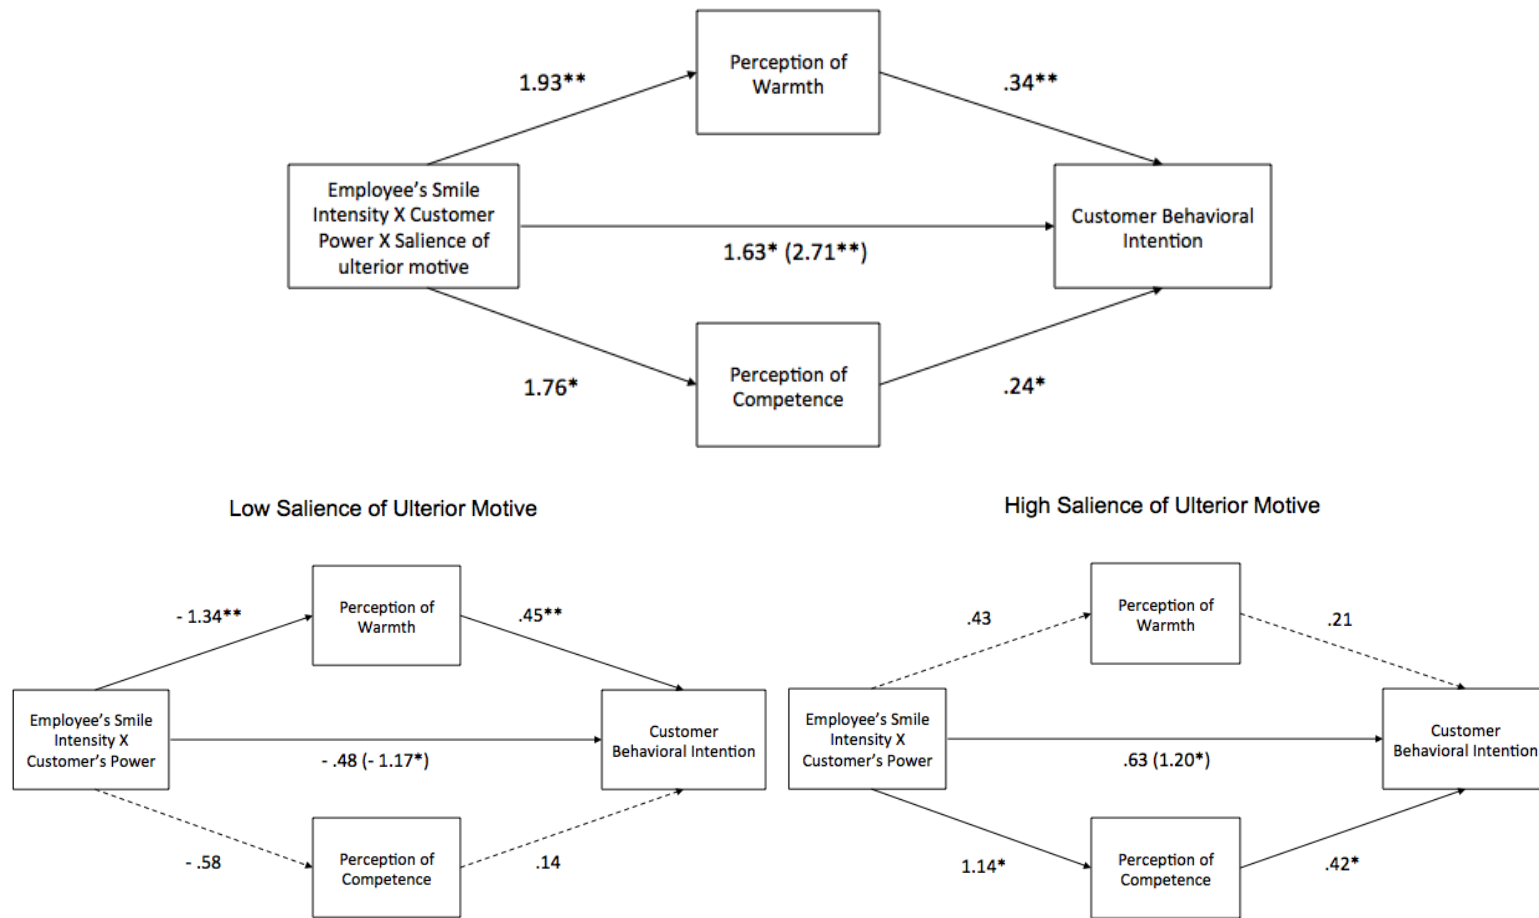 Perception of
Warmth
1.93**
.34**
Employee's Smile
Intensity X Customer
Power X Salience of
ulterior motive
Customer Behavioral
Intention
1.63* (2.71**)
Perception of
Competence
1.76*
.24*
Low Salience of Ulterior Motive
High Salience of Ulterior Motive
Perception of
Warmth
- 1.34**
.45**
Employee's Smile
Intensity X
Customer's Power
Customer
Behavioral Intention
- .48 (- 1.17*)
Perception of
Competence
- .58
.14
Perception of
Warmth
.43
.21
Employee's Smile
Intensity X
Customer's Power
Customer
Behavioral Intention
.63 (1.20*)
Perception of
Competence
1.14*
.42*